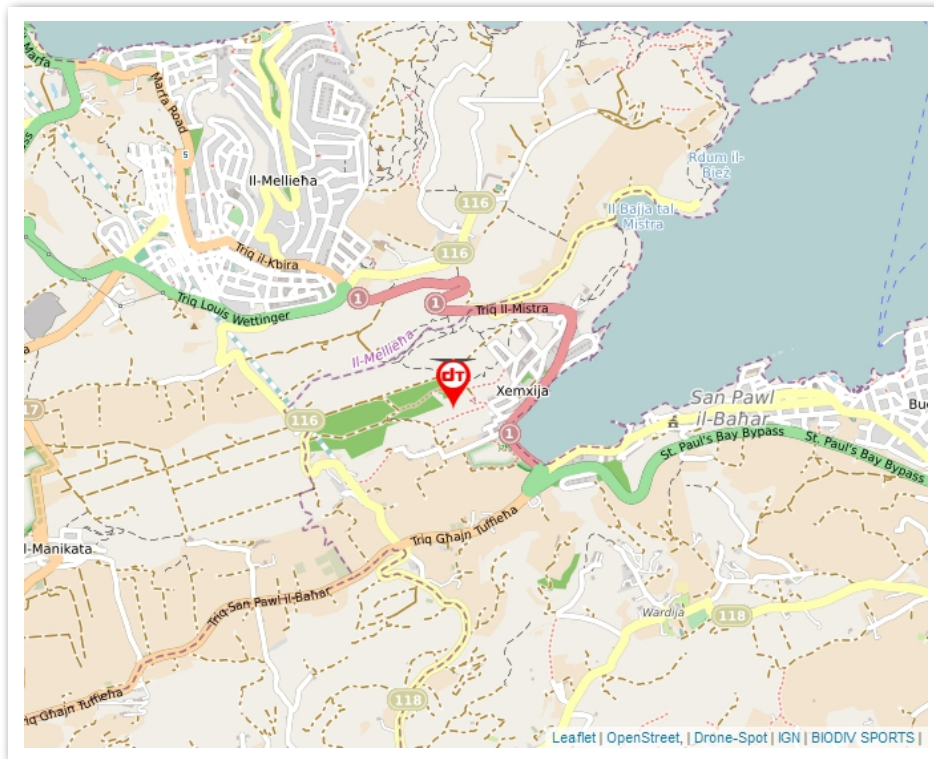 Marfa
Marfa Road
5
Il-Mellieħa
Rdum il-
Bież
116
Il-Bajja tal
Mistra
Triq il-Kbira
116
1
1
Triq Il-Mistra
Triq Louis Wettinger
Il-Mellieħa
DT
Xemxija
San Pawl
il-Baħar
Bu
17
116
1
St. Paul's Bay Bypass
St. Paul's Bay Bypass
Triq Għajn Tuffieħa
l-Manikata
Triq San Pawl il-Baħar
Wardija
118
iq Għajn Tuffieħa
118
Leaflet | OpenStreet, | Drone-Spot | IGN | BIODIV SPORTS |